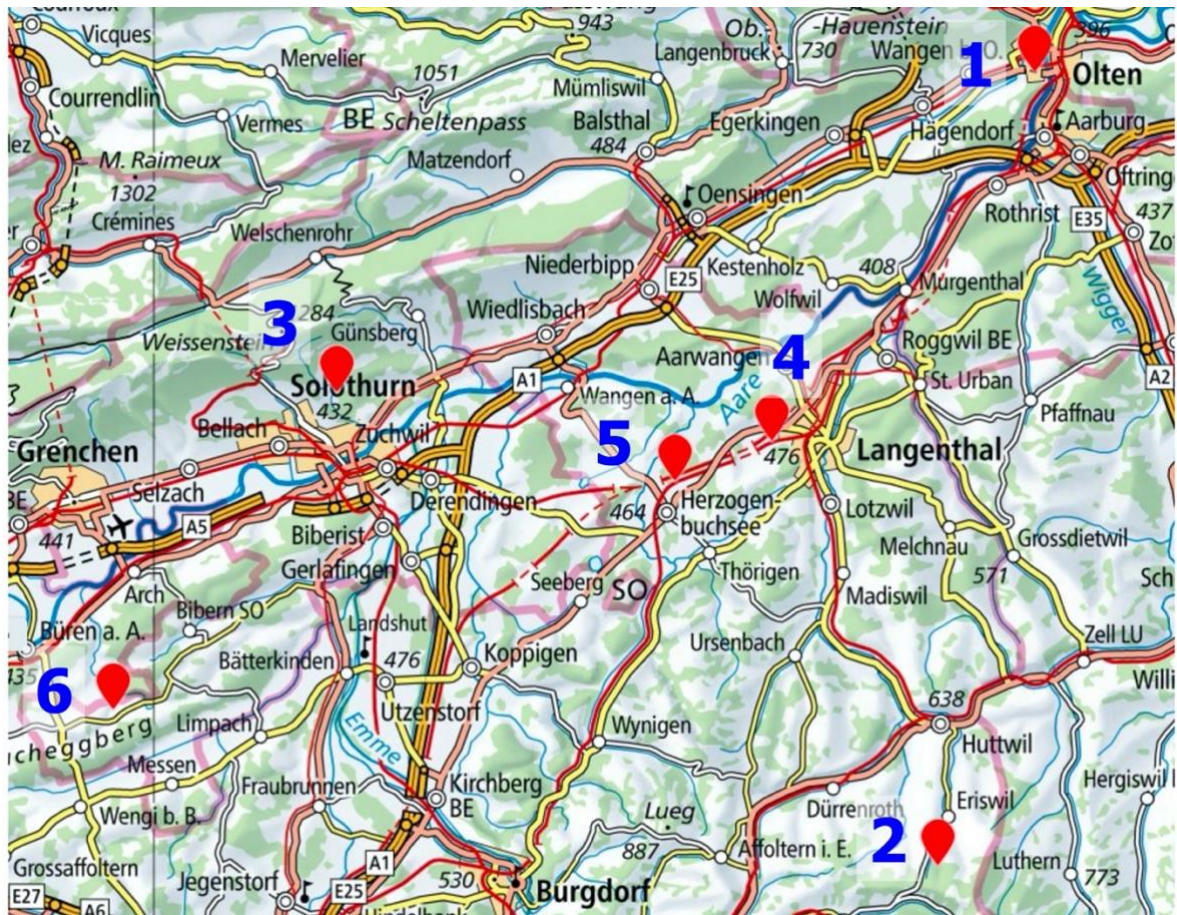 Vicques
943
Ob.- -Hauenstein
Langenbruck 730
Wangen
1
396
Olten
Mervelier
1051
Mümliswil
Courrendlin
Vermes
BE Scheltenpass
Balsthal
484
Egerkingen
Hägendorf
Aarburg
M. Raimeux
1302
Matzendorf
Oensingen
Rothrist
E35
437
Crémines
Welschenrohr
Niederbipp
E25
Kestenholz
408
Murgenthal
Wolfwil
Wigger
3
284
Günsberg
Wiedlisbach
Weissenstein
Aarwangen
4
Roggwil BE
Solothurn
432
A1
Wangen a. A.
Aare
St. Urban
A2
Pfaffnau
Bellach
Zuchwil
5
476
Langenthal
Grenchen
BE
Selzach
Derendingen
464
Herzogen-
buchsee
Lotzwil
441
A5
Biberist
Melchnau
Grossdietwil
Gerlafingen
Seeberg
SO
Thörigen
571
Arch
Bibern SO
Madiswil
Büren a. A.
Landshut
Ursenbach
Zell LU
435
Bätterkinden
476
Koppigen
6
Limpach
Utzenstorf
638
Emme
Wynigen
Huttwil
Messen
Fraubrunnen
Kirchberg
BE
Dürrenroth
Eriswil
Wengi b. B.
Lueg
887
2
Affoltern i. E.
Luthern
773
Grossaffoltern
A1
E27
A6
Jegenstorf
E25
530
Burgdorf